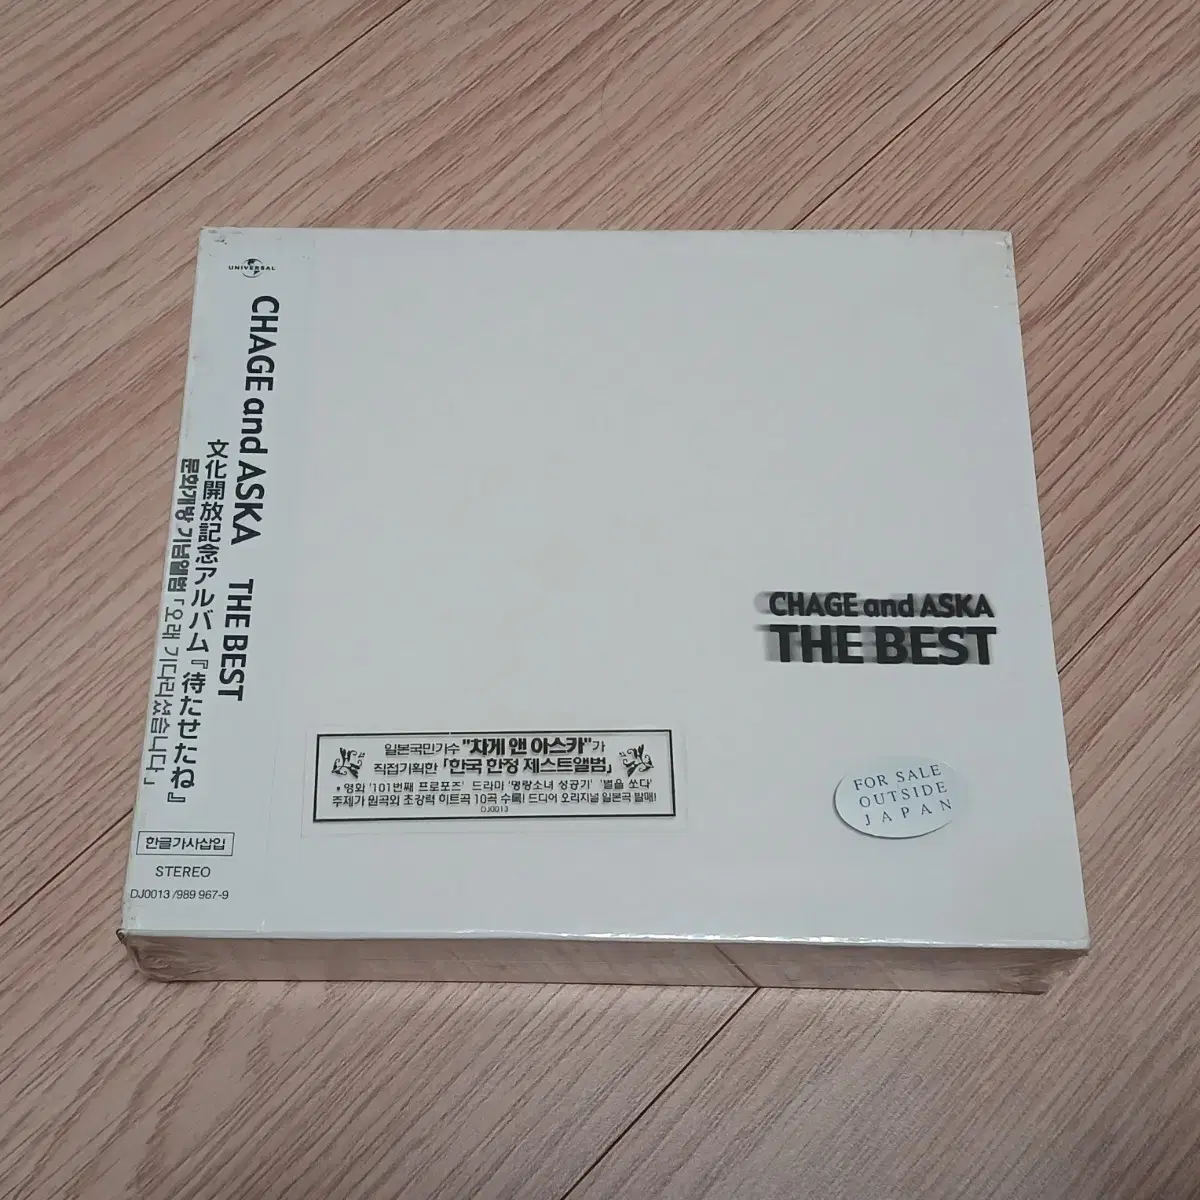 UNIVERSAL
CHAGE and ASKA THE BEST
文化開放記念アルバム『待たせたね』
문화개방 기념앨범「오래 기다리셨습니다」
한글가사삽입
STEREO
DJ0013 /989 967-9
CHAGE and ASKA
THE BEST
일본국민가수 "차게 앤 아스카"가
직접기획한 「한국 한정 제스트앨범」
• 영화 '101번째 프로포즈' 드라마 '명랑소녀 성공기' '별을 쏘다'
주제가 원곡외 초강력 히트곡 10곡 수록! 드디어 오리지널 일본곡 발매!
DJ0013
FOR SALE
OUTSIDE
JAPAN